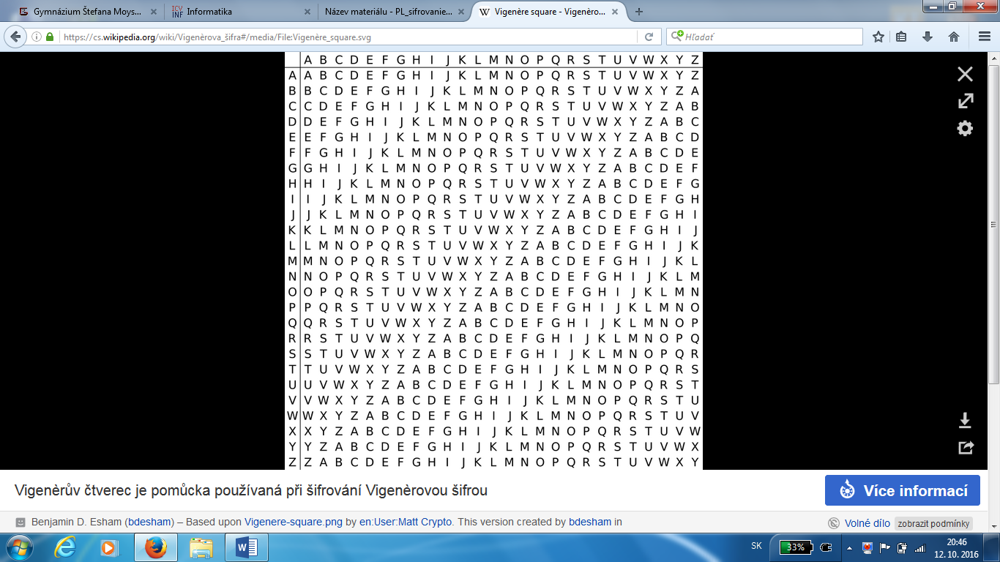 Gymnázium Štefana Moys... Informatika Název materiálu - PL_sifrovanie... Vigenère square - Vigenèro...
https://cs.wikipedia.org/wiki/Vigenèrova_šifra#/media/File:Vigenère_square.svg Hľadať
A B C D E F G H I J K L M N O P Q R S T U V W X Y Z
A A B C D E F G H I J K L M N O P Q R S T U V W X Y Z
B B C D E F G H I J K L M N O P Q R S T U V W X Y Z A
C C D E F G H I J K L M N O P Q R S T U V W X Y Z A B
D D E F G H I J K L M N O P Q R S T U V W X Y Z A B C
E E F G H I J K L M N O P Q R S T U V W X Y Z A B C D
F F G H I J K L M N O P Q R S T U V W X Y Z A B C D E
G G H I J K L M N O P Q R S T U V W X Y Z A B C D E F
H H I J K L M N O P Q R S T U V W X Y Z A B C D E F G
I I J K L M N O P Q R S T U V W X Y Z A B C D E F G H
J J K L M N O P Q R S T U V W X Y Z A B C D E F G H I
K K L M N O P Q R S T U V W X Y Z A B C D E F G H I J
L L M N O P Q R S T U V W X Y Z A B C D E F G H I J K
M M N O P Q R S T U V W X Y Z A B C D E F G H I J K L
N N O P Q R S T U V W X Y Z A B C D E F G H I J K L M
O O P Q R S T U V W X Y Z A B C D E F G H I J K L M N
P P Q R S T U V W X Y Z A B C D E F G H I J K L M N O
Q Q R S T U V W X Y Z A B C D E F G H I J K L M N O P
R R S T U V W X Y Z A B C D E F G H I J K L M N O P Q
S S T U V W X Y Z A B C D E F G H I J K L M N O P Q R
T T U V W X Y Z A B C D E F G H I J K L M N O P Q R S
U U V W X Y Z A B C D E F G H I J K L M N O P Q R S T
V V W X Y Z A B C D E F G H I J K L M N O P Q R S T U
W W X Y Z A B C D E F G H I J K L M N O P Q R S T U V
X X Y Z A B C D E F G H I J K L M N O P Q R S T U V W
Y Y Z A B C D E F G H I J K L M N O P Q R S T U V W X
Z Z A B C D E F G H I J K L M N O P Q R S T U V W X Y
Vigenèrův čtverec je pomůcka používaná při šifrování Vigenèrovou šifrou Více informací
Benjamin D. Esham (bdesham) – Based upon Vigenere-square.png by en:User:Matt Crypto. This version created by bdesham in Volné dílo zobrazit podmínky
SK 33% 20:46
12. 10. 2016